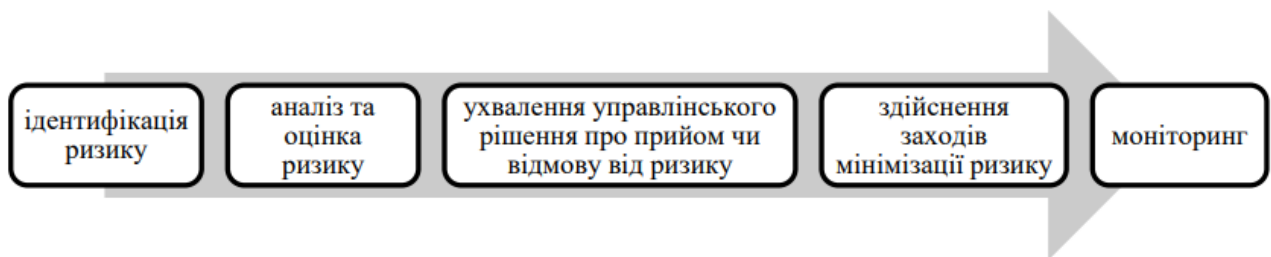 ідентифікація
ризику
аналіз та
оцінка
ризику
ухвалення управлінського
рішення про прийом чи
відмову від ризику
здійснення
заходів
мінімізації ризику
моніторинг